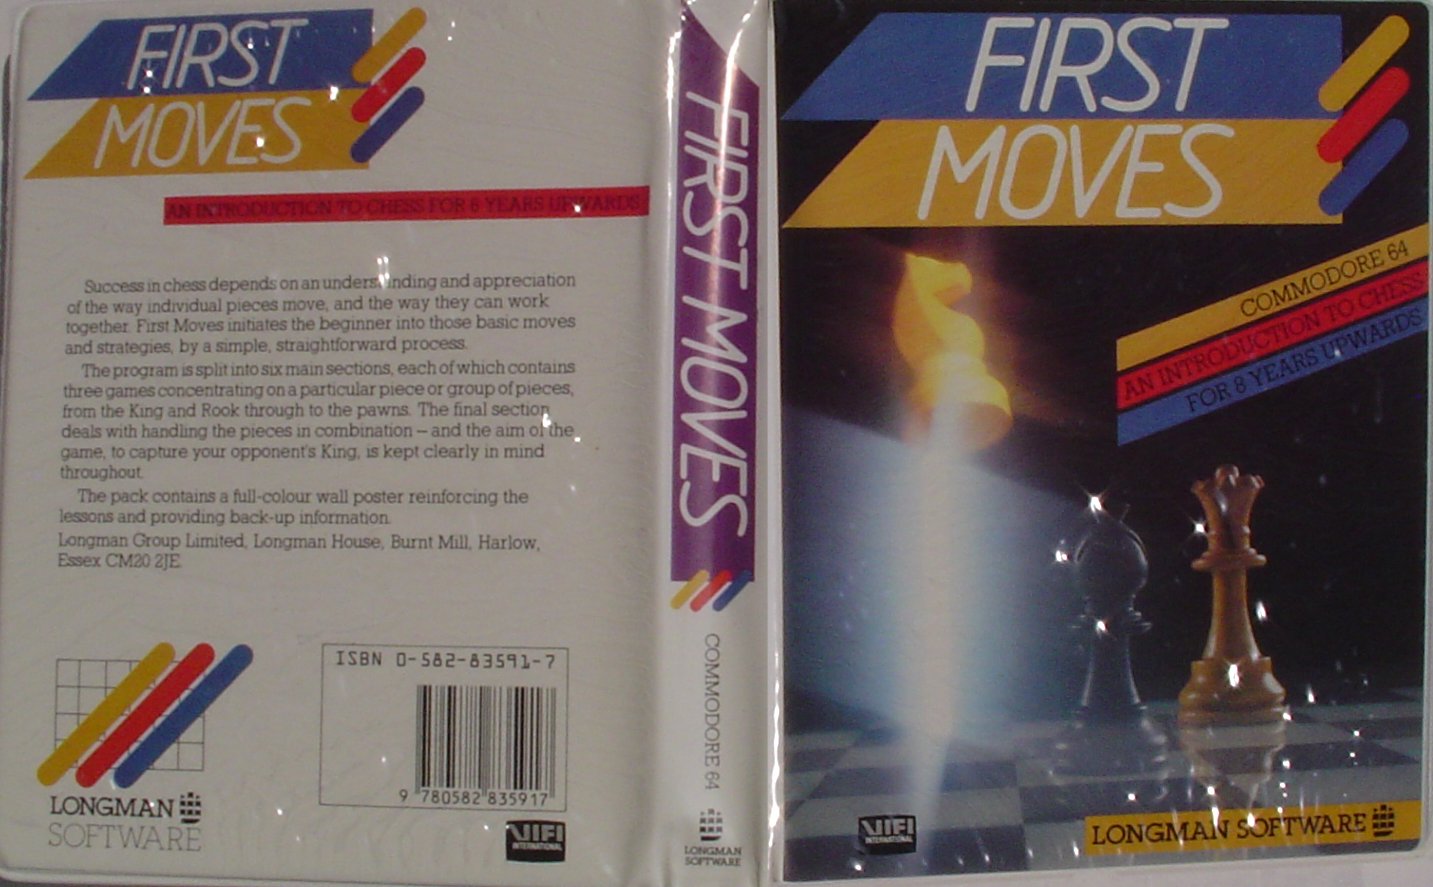 FIRST
MOVES
AN INTRODUCTION TO CHESS FOR 8 YEARS UPWARDS
Success in chess depends on an understanding and appreciation
of the way individual pieces move, and the way they can work
together. First Moves initiates the beginner into those basic moves
and strategies, by a simple, straightforward process.
The program is split into six main sections, each of which contains
three games concentrating on a particular piece or group of pieces,
from the King and Rook through to the pawns. The final section
deals with handling the pieces in combination – and the aim of the
game, to capture your opponent's King, is kept clearly in mind
throughout.
The pack contains a full-colour wall poster reinforcing the
lessons and providing back-up information.
Longman Group Limited, Longman House, Burnt Mill, Harlow,
Essex CM20 2JE.
LONGMAN
SOFTWARE
ISBN 0-582-83591-7
9 780582 835917
VIFI
INTERNATIONAL
FIRST MOVES
COMMODORE 64
LONGMAN
SOFTWARE
FIRST
MOVES
COMMODORE 64
AN INTRODUCTION TO CHESS
FOR 8 YEARS UPWARDS
VIFI
INTERNATIONAL
LONGMAN SOFTWARE